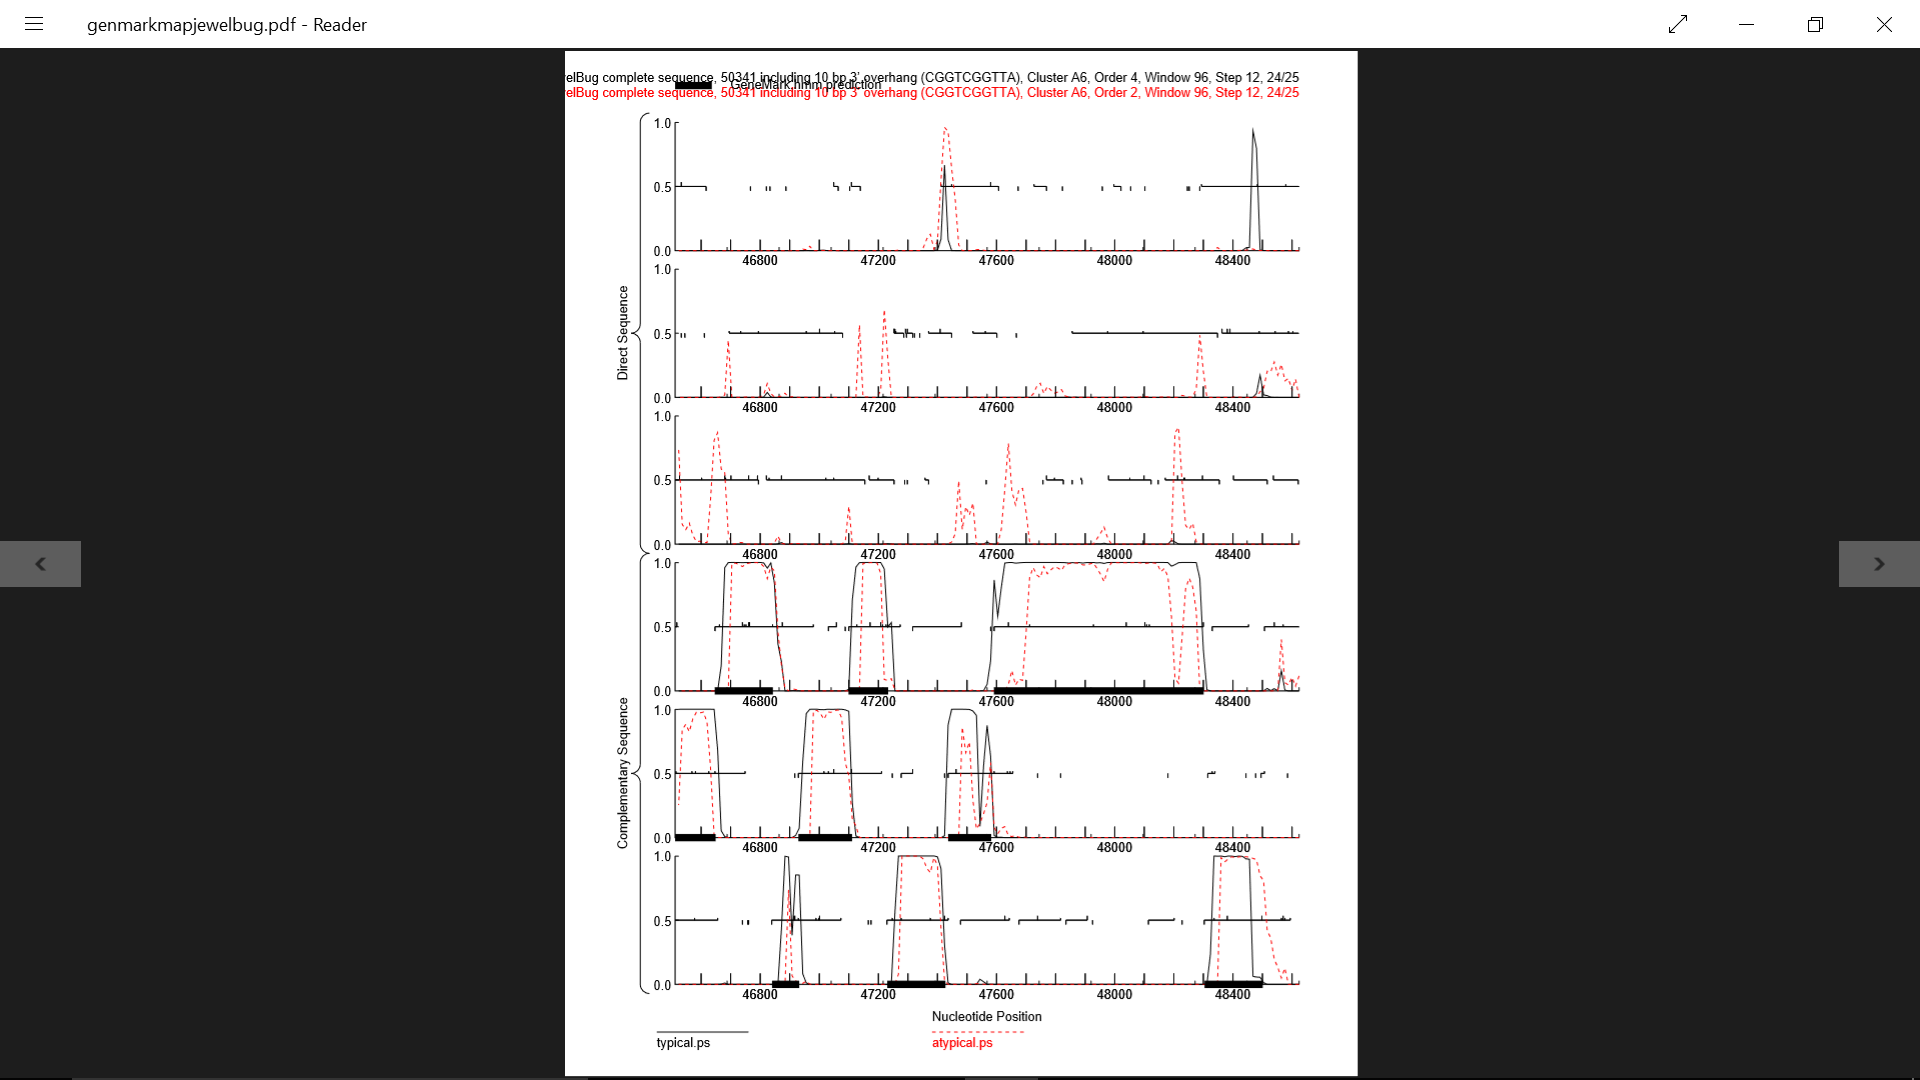 genmarkmapjewelbug.pdf - Reader
elBug complete sequence, 50341 including 10 bp 3' overhang (CGGTCGGTTA), Cluster A6, Order 4, Window 96, Step 12, 24/25
GeneMark.hmm prediction
elBug complete sequence, 50341 including 10 bp 3' overhang (CGGTCGGTTA), Cluster A6, Order 2, Window 96, Step 12, 24/25
Direct Sequence
1.0
0.5
0.0
46800 47200 47600 48000 48400
1.0
0.5
0.0
46800 47200 47600 48000 48400
1.0
0.5
0.0
46800 47200 47600 48000 48400
Complementary Sequence
1.0
0.5
0.0
46800 47200 47600 48000 48400
1.0
0.5
0.0
46800 47200 47600 48000 48400
1.0
0.5
0.0
46800 47200 47600 48000 48400
Nucleotide Position
typical.ps
atypical.ps